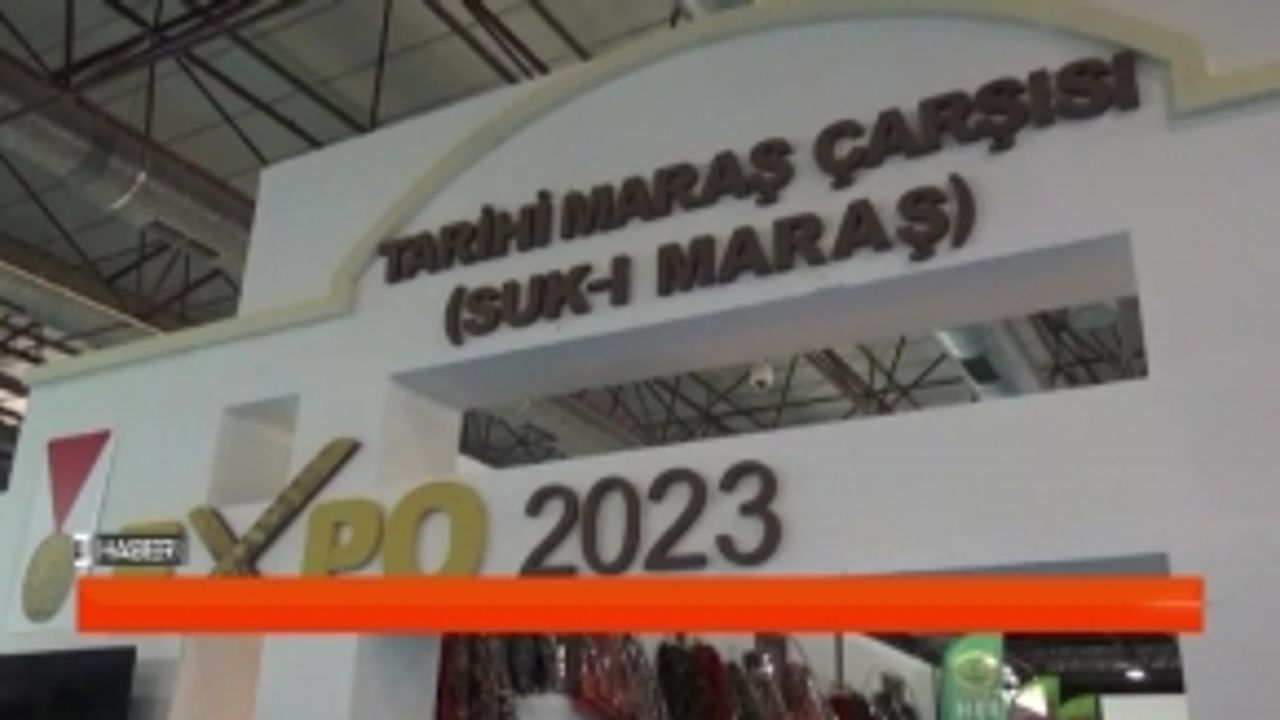 TARİHİ MARAŞ ÇARŞISI
(SUK-I MARAŞ)
EXPO 2023
HABER